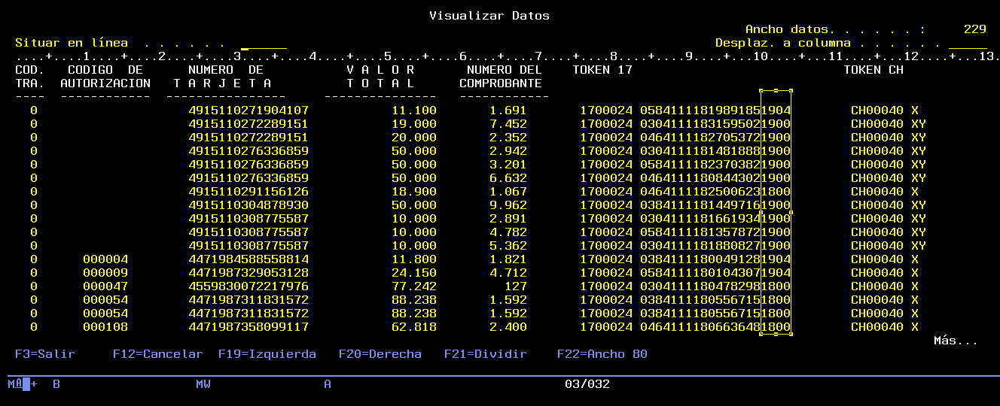 Visualizar Datos
Ancho datos. . . . . . :     229
Situar en línea  . . . . . .   Desplaz. a columna . . . . . .
....+....1....+....2....+....3....+....4....+....5....+....6....+....7....+....8....+....9....+...10....+...11....+...12....+...13.
COD.   CODIGO  DE      NUMERO  DE           V A L O R       NUMERO DEL    TOKEN 17                            TOKEN CH
TRA.  AUTORIZACION   T A R J E T A          T O T A L      COMPROBANTE
----  ------------  ----------------     ---------------   ------------
0                      4915110271904107           11.100       1.691       1700024 05841111819891851904        CH00040 X
0                      4915110272289151           19.000       7.452       1700024 03041111831595021900        CH00040 XY
0                      4915110272289151           20.000       2.352       1700024 04641111827053721900        CH00040 XY
0                      4915110276336859           50.000       2.942       1700024 03041111814818881900        CH00040 XY
0                      4915110276336859           50.000       3.201       1700024 05841111823703821900        CH00040 XY
0                      4915110276336859           50.000       6.632       1700024 04641111808443021900        CH00040 XY
0                      4915110291156126           18.900       1.067       1700024 04641111825006231800        CH00040 X
0                      4915110304878930           50.000       9.962       1700024 03841111814497161900        CH00040 XY
0                      4915110308775587           10.000       2.891       1700024 03041111816619341900        CH00040 XY
0                      4915110308775587           10.000       4.782       1700024 05841111813578721900        CH00040 XY
0                      4915110308775587           10.000       5.362       1700024 03041111818808271900        CH00040 XY
0      000004        4471984588558814           11.800       1.821       1700024 03841111800491281904        CH00040 X
0      000009        4471987329053128           24.150       4.712       1700024 05841111801043071904        CH00040 X
0      000047        4559830072217976           77.242         127       1700024 03041111804782981800        CH00040 X
0      000054        4471987311831572           88.238       1.592       1700024 03841111805567151800        CH00040 X
0      000054        4471987311831572           88.238       1.592       1700024 03841111805567151800        CH00040 X
0      000108        4471987358099117           62.818       2.400       1700024 04641111806636481800        CH00040 X
Más...
F3=Salir     F12=Cancelar  F19=Izquierda   F20=Derecha   F21=Dividir    F22=Ancho 80
MA +  B                  MW               A                               03/032